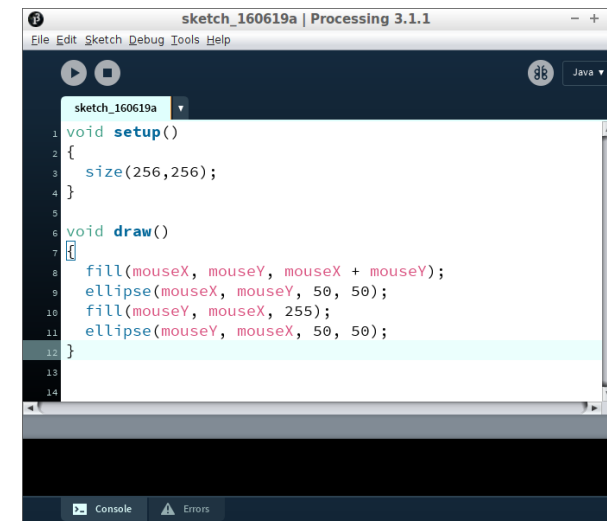 sketch_160619a | Processing 3.1.1
File Edit Sketch Debug Tools Help
Java
sketch_160619a
1 void setup()
2 {
3   size(256,256);
4 }
5
6 void draw()
7 {
8   fill(mouseX, mouseY, mouseX + mouseY);
9   ellipse(mouseX, mouseY, 50, 50);
10   fill(mouseY, mouseX, 255);
11   ellipse(mouseY, mouseX, 50, 50);
12 }
13
14
Console Errors